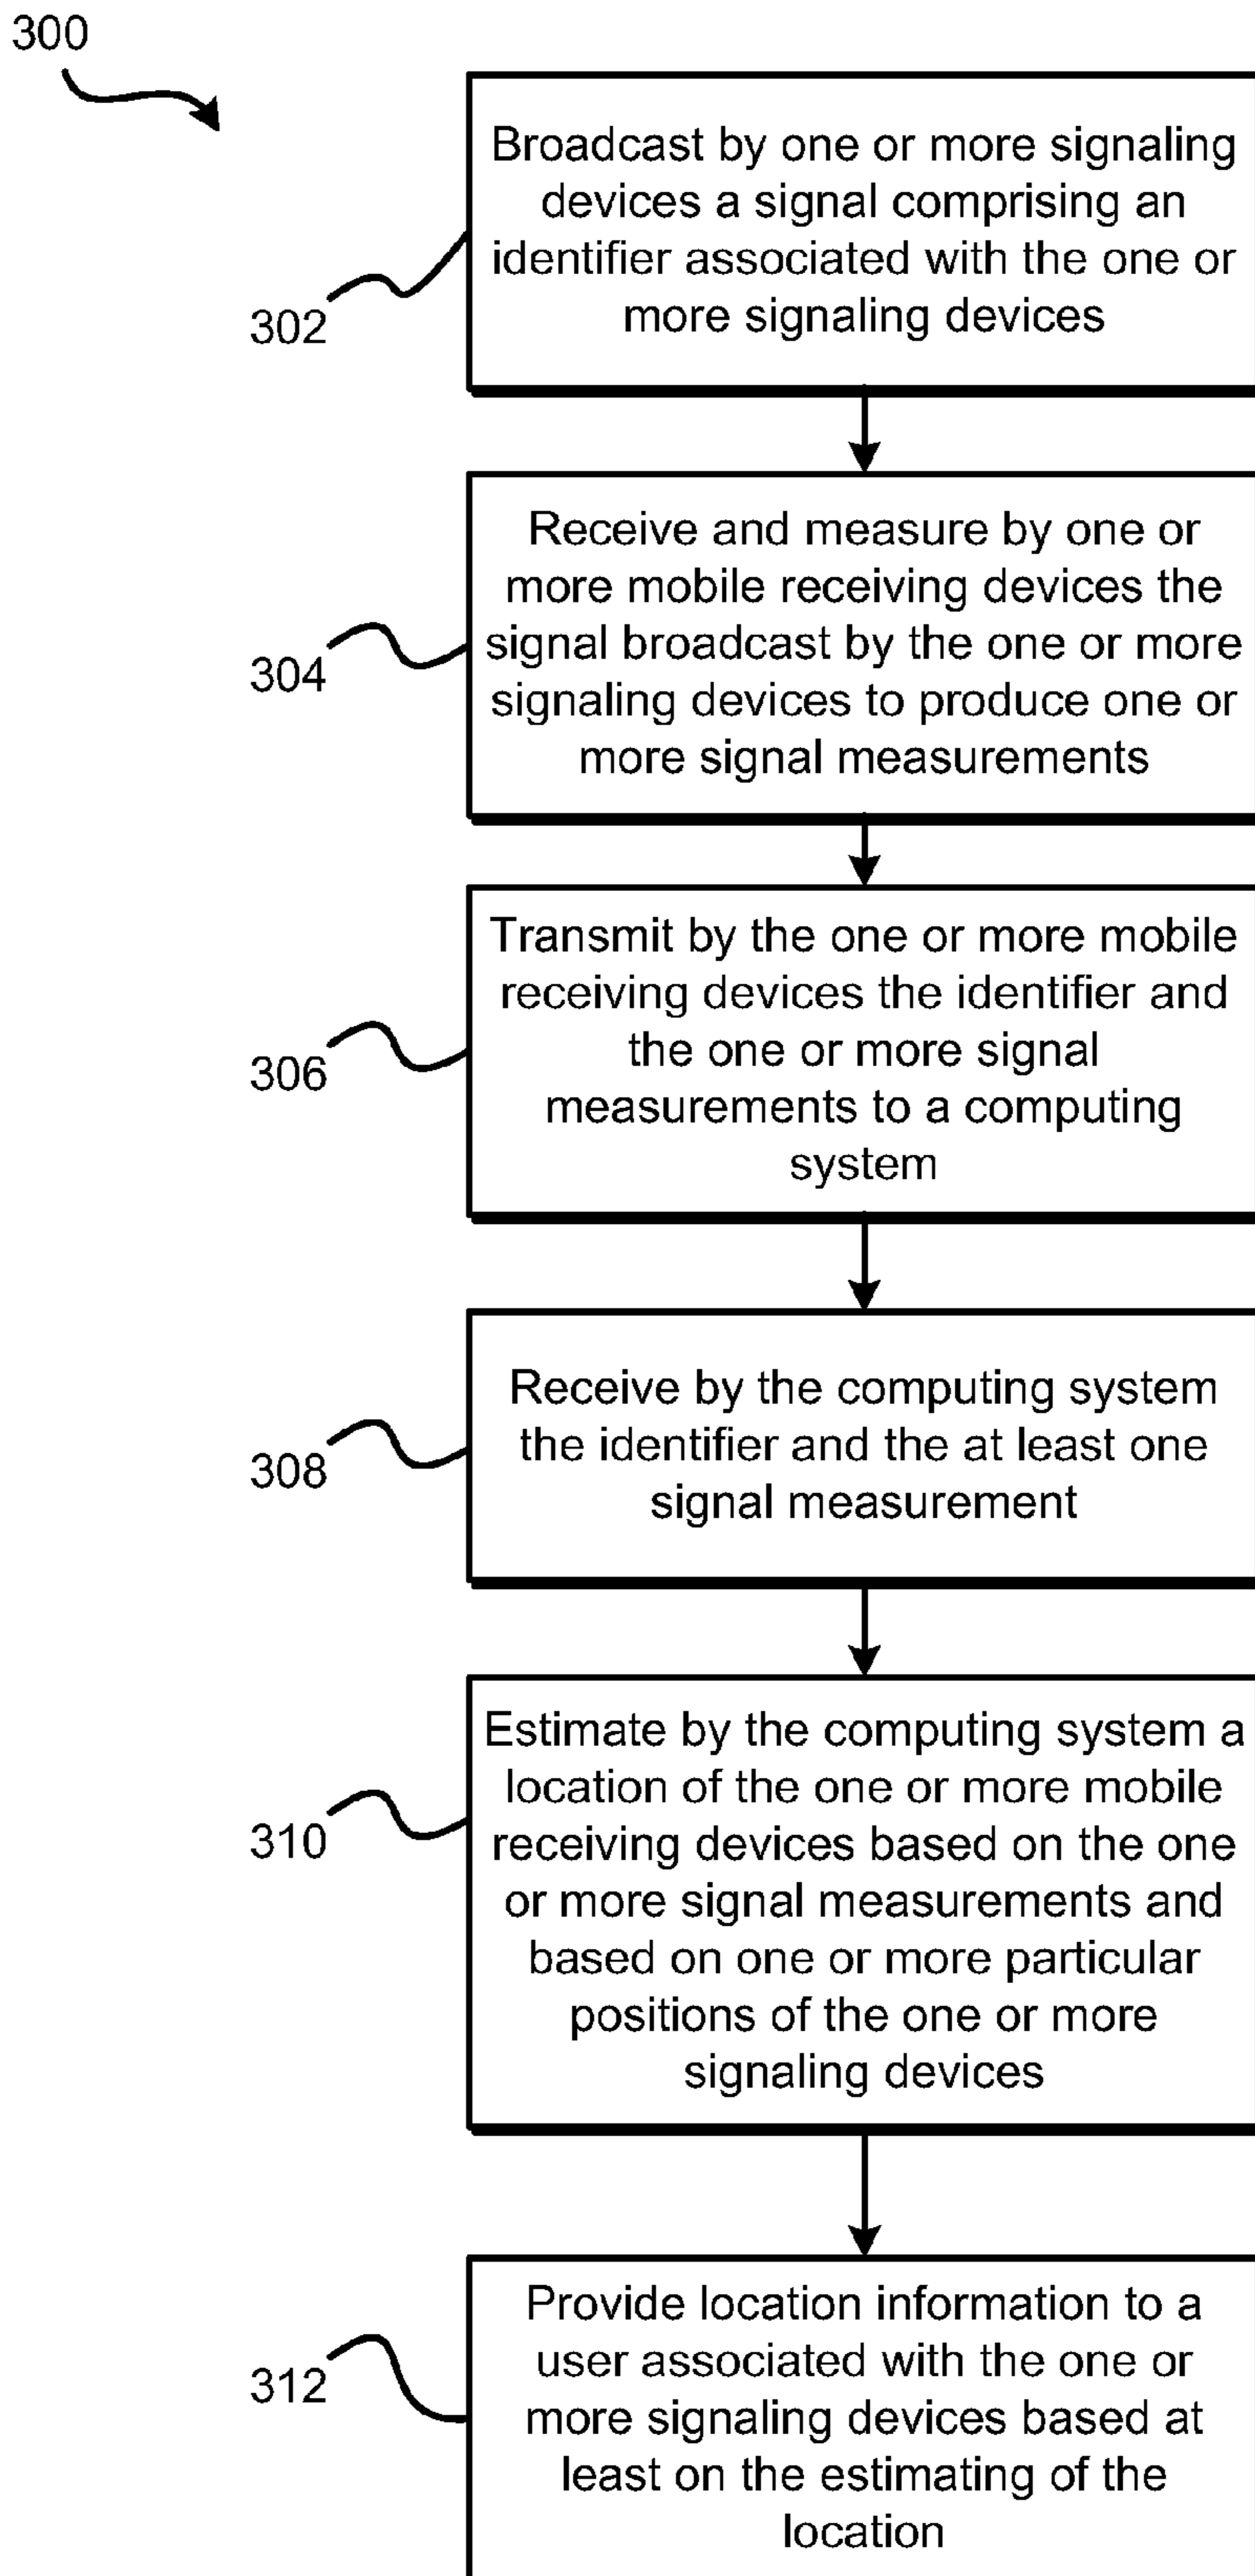 300
Broadcast by one or more signaling
devices a signal comprising an
identifier associated with the one or
more signaling devices
302
Receive and measure by one or
more mobile receiving devices the
signal broadcast by the one or more
signaling devices to produce one or
more signal measurements
304
Transmit by the one or more mobile
receiving devices the identifier and
the one or more signal
measurements to a computing
system
306
Receive by the computing system
the identifier and the at least one
signal measurement
308
Estimate by the computing system a
location of the one or more mobile
receiving devices based on the one
or more signal measurements and
based on one or more particular
positions of the one or more
signaling devices
310
Provide location information to a
user associated with the one or
more signaling devices based at
least on the estimating of the
location
312